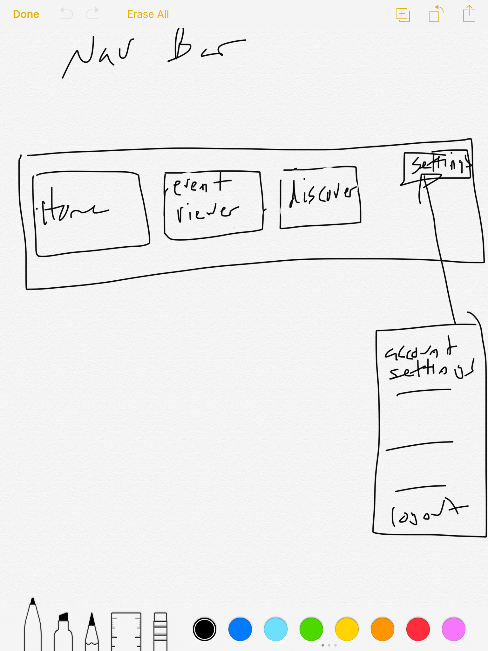 Done
Erase All
Nav Bar
Home
event
viewer
discover
settings
account
settings
logout